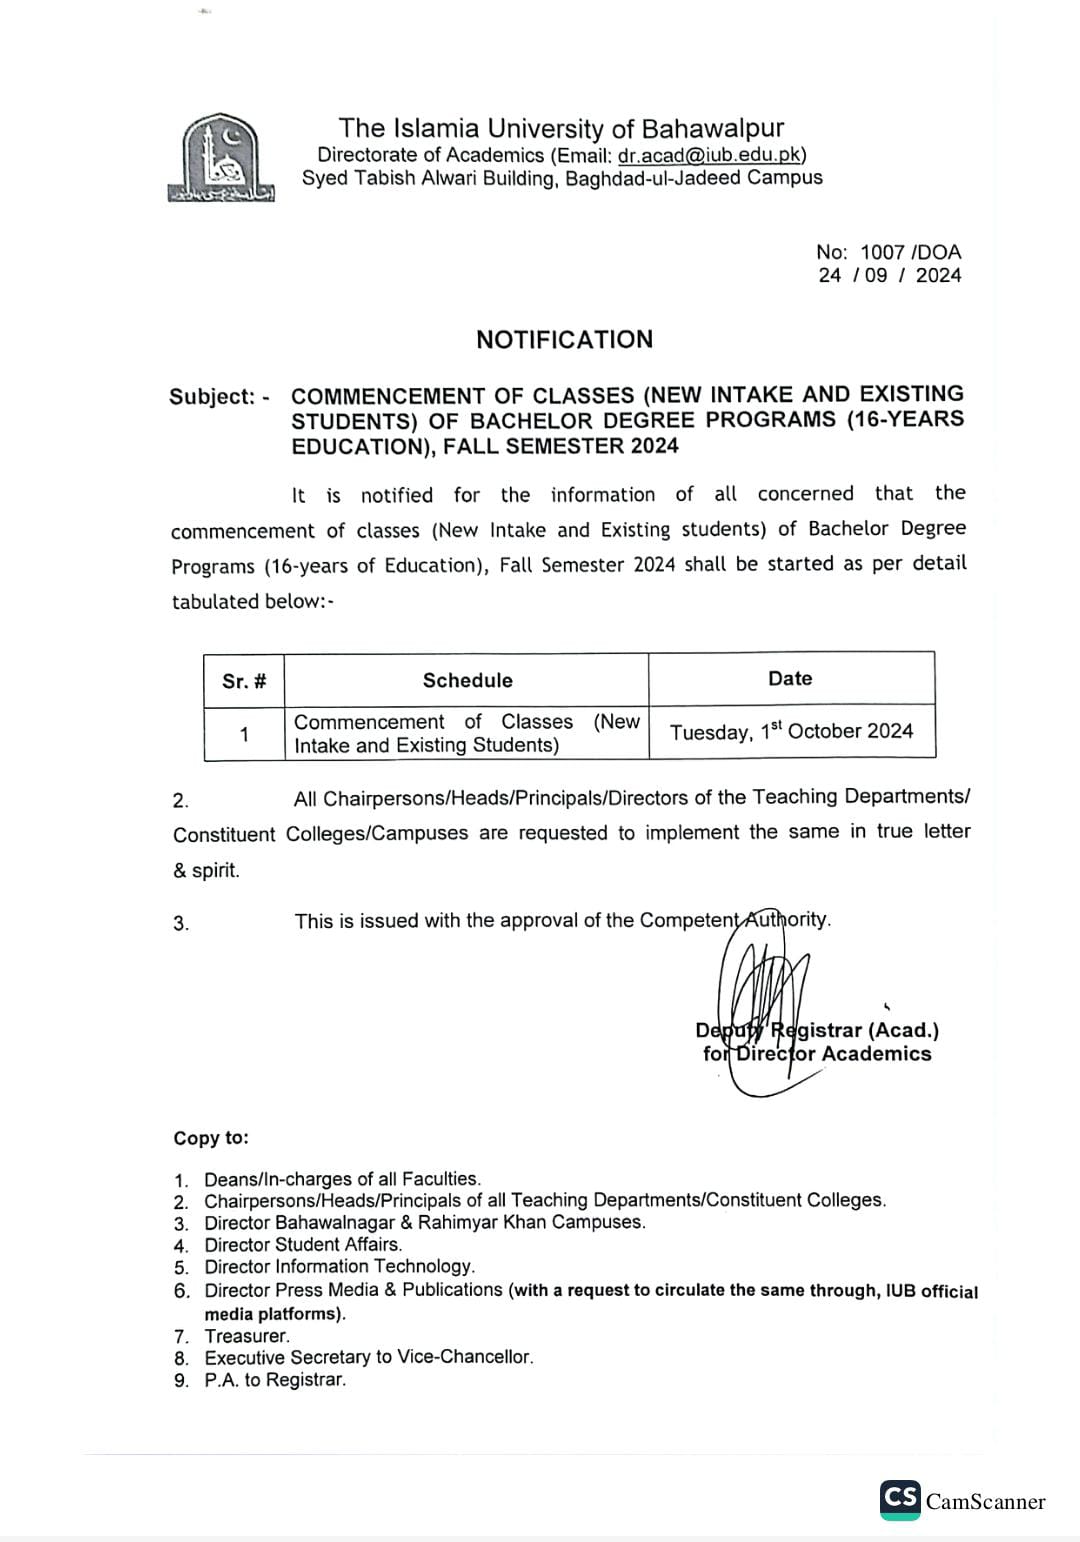 The Islamia University of Bahawalpur
Directorate of Academics (Email: dr.acad@iub.edu.pk)
Syed Tabish Alwari Building, Baghdad-ul-Jadeed Campus
No: 1007 /DOA
24 / 09 / 2024
NOTIFICATION
Subject: - COMMENCEMENT OF CLASSES (NEW INTAKE AND EXISTING
STUDENTS) OF BACHELOR DEGREE PROGRAMS (16-YEARS
EDUCATION), FALL SEMESTER 2024
It is notified for the information of all concerned that the
commencement of classes (New Intake and Existing students) of Bachelor Degree
Programs (16-years of Education), Fall Semester 2024 shall be started as per detail
tabulated below:-
Sr. # Schedule Date
1 Commencement of Classes (New Intake and Existing Students) Tuesday, 1st October 2024
2. All Chairpersons/Heads/Principals/Directors of the Teaching Departments/
Constituent Colleges/Campuses are requested to implement the same in true letter
& spirit.
3. This is issued with the approval of the Competent Authority.
Deputy Registrar (Acad.)
for Director Academics
Copy to:
1. Deans/In-charges of all Faculties.
2. Chairpersons/Heads/Principals of all Teaching Departments/Constituent Colleges.
3. Director Bahawalnagar & Rahimyar Khan Campuses.
4. Director Student Affairs.
5. Director Information Technology.
6. Director Press Media & Publications (with a request to circulate the same through, IUB official
media platforms).
7. Treasurer.
8. Executive Secretary to Vice-Chancellor.
9. P.A. to Registrar.
CS CamScanner